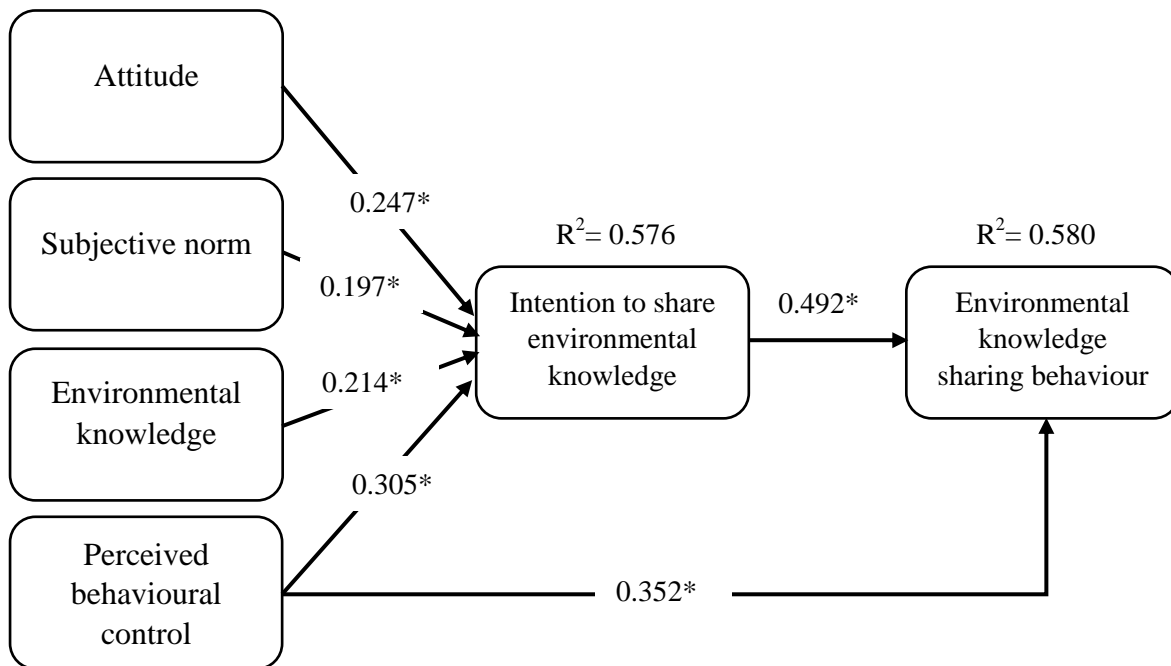 Attitude
0.247*
Subjective norm
0.197*
R²= 0.576
R²= 0.580
Intention to share
environmental
knowledge
0.492*
Environmental
knowledge
sharing behaviour
Environmental
knowledge
0.214*
0.305*
Perceived
behavioural
control
0.352*